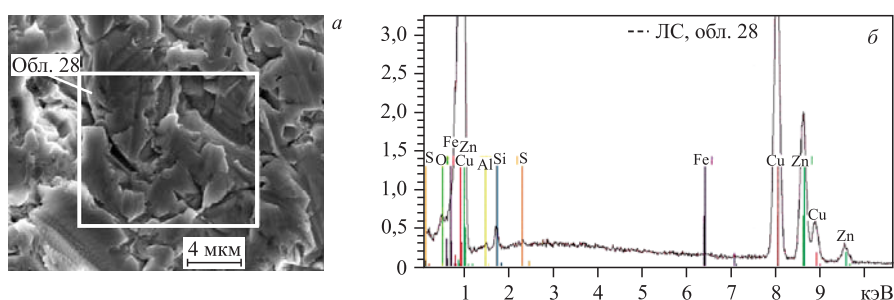 а
Обл. 28
4 мкм
3,0
2,5
2,0
1,5
1,0
0,5
0
ЛС, обл. 28
б
S O Fe Cu Zn Al Si S Fe Cu Zn Cu Zn
1 2 3 4 5 6 7 8 9 кэВ